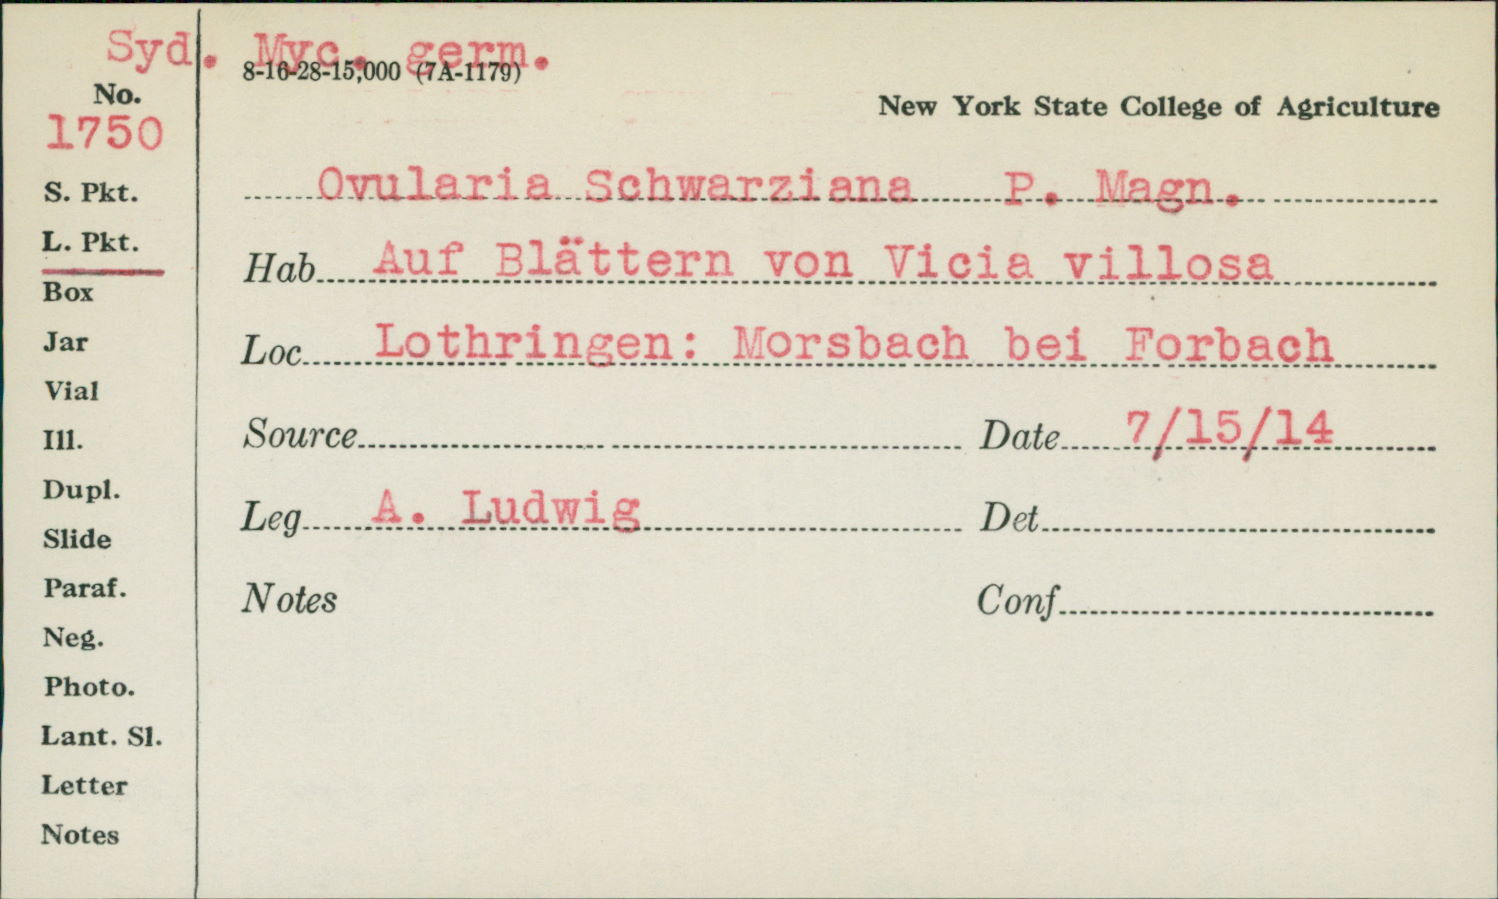 Syd. Myc. germ.
8-16-28-15,000 (7A-1179)
No.
1750
New York State College of Agriculture
S. Pkt.
Ovularia Schwarziana P. Magn.
L. Pkt.
Hab Auf Blättern von Vicia villosa
Box
Jar
Loc Lothringen: Morsbach bei Forbach
Vial
Ill.
Source Date 7/15/14
Dupl.
Leg A. Ludwig Det
Slide
Paraf.
Notes Conf
Neg.
Photo.
Lant. Sl.
Letter
Notes